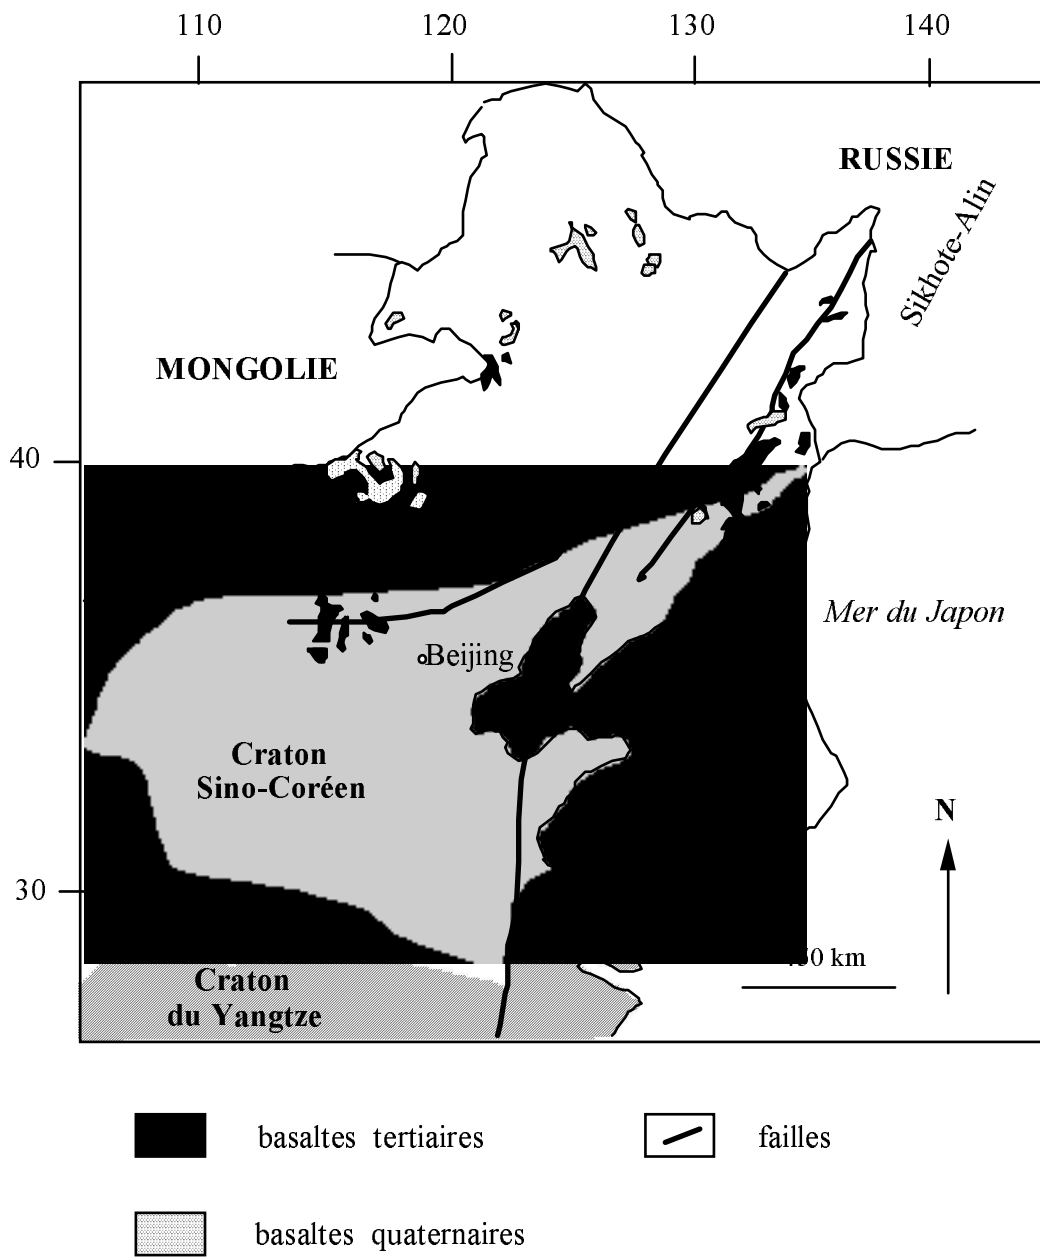 110 120 130 140
RUSSIE
Sikhote-Alin
MONGOLIE
40
Mer du Japon
Beijing
Craton
Sino-Coréen
N
30
km
Craton
du Yangtze
basaltes tertiaires
failles
basaltes quaternaires